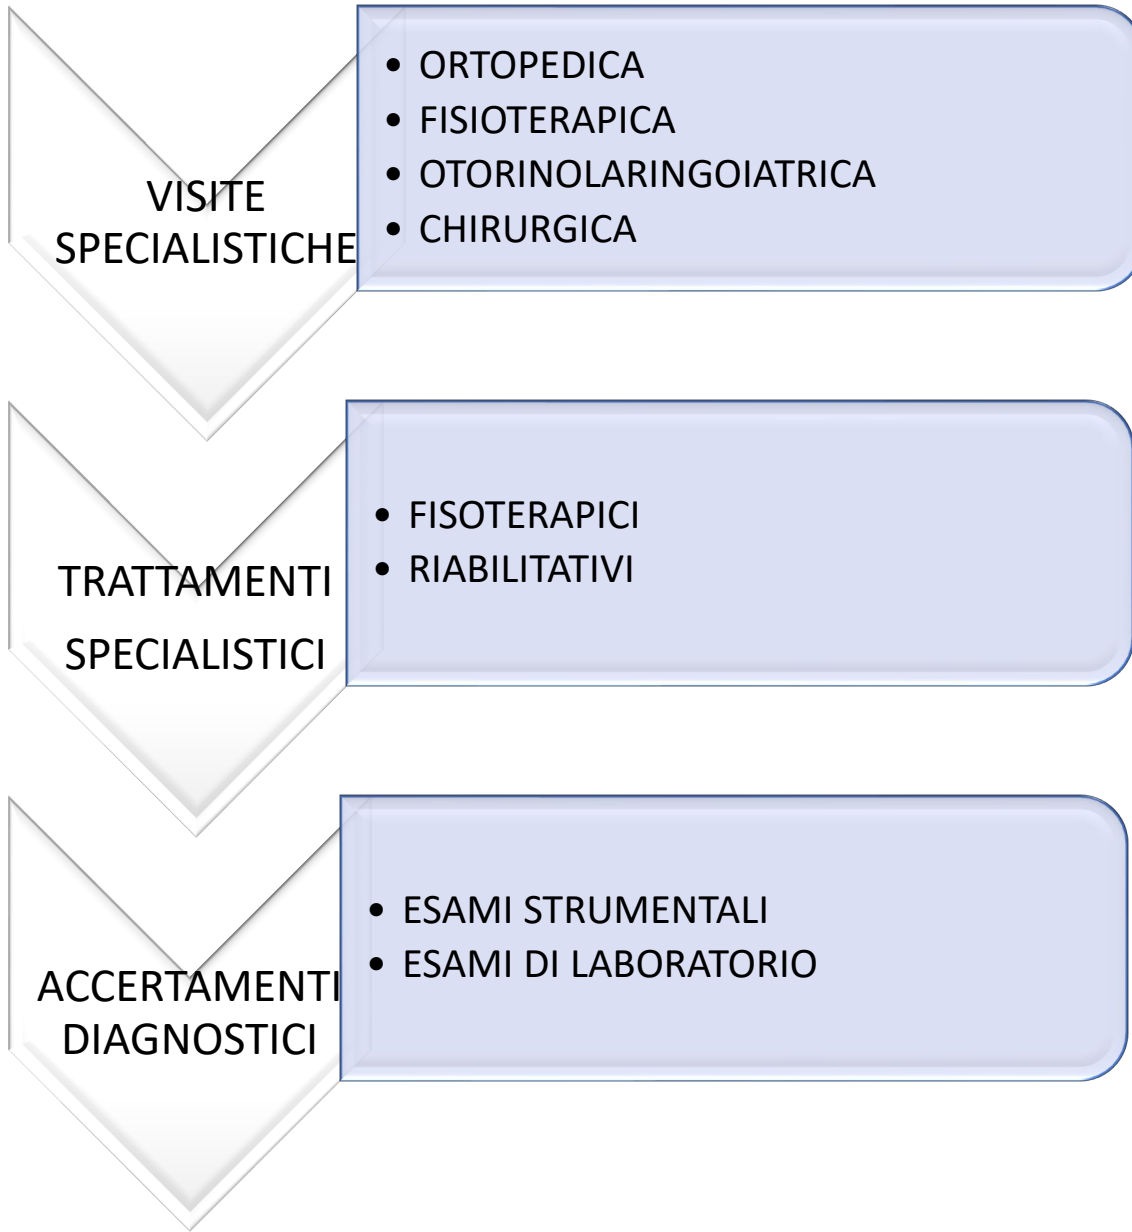 VISITE
SPECIALISTICHE
• ORTOPEDICA
• FISIOTERAPICA
• OTORINOLARINGOIATRICA
• CHIRURGICA
TRATTAMENTI
SPECIALISTICI
• FISOTERAPICI
• RIABILITATIVI
ACCERTAMENTI
DIAGNOSTICI
• ESAMI STRUMENTALI
• ESAMI DI LABORATORIO